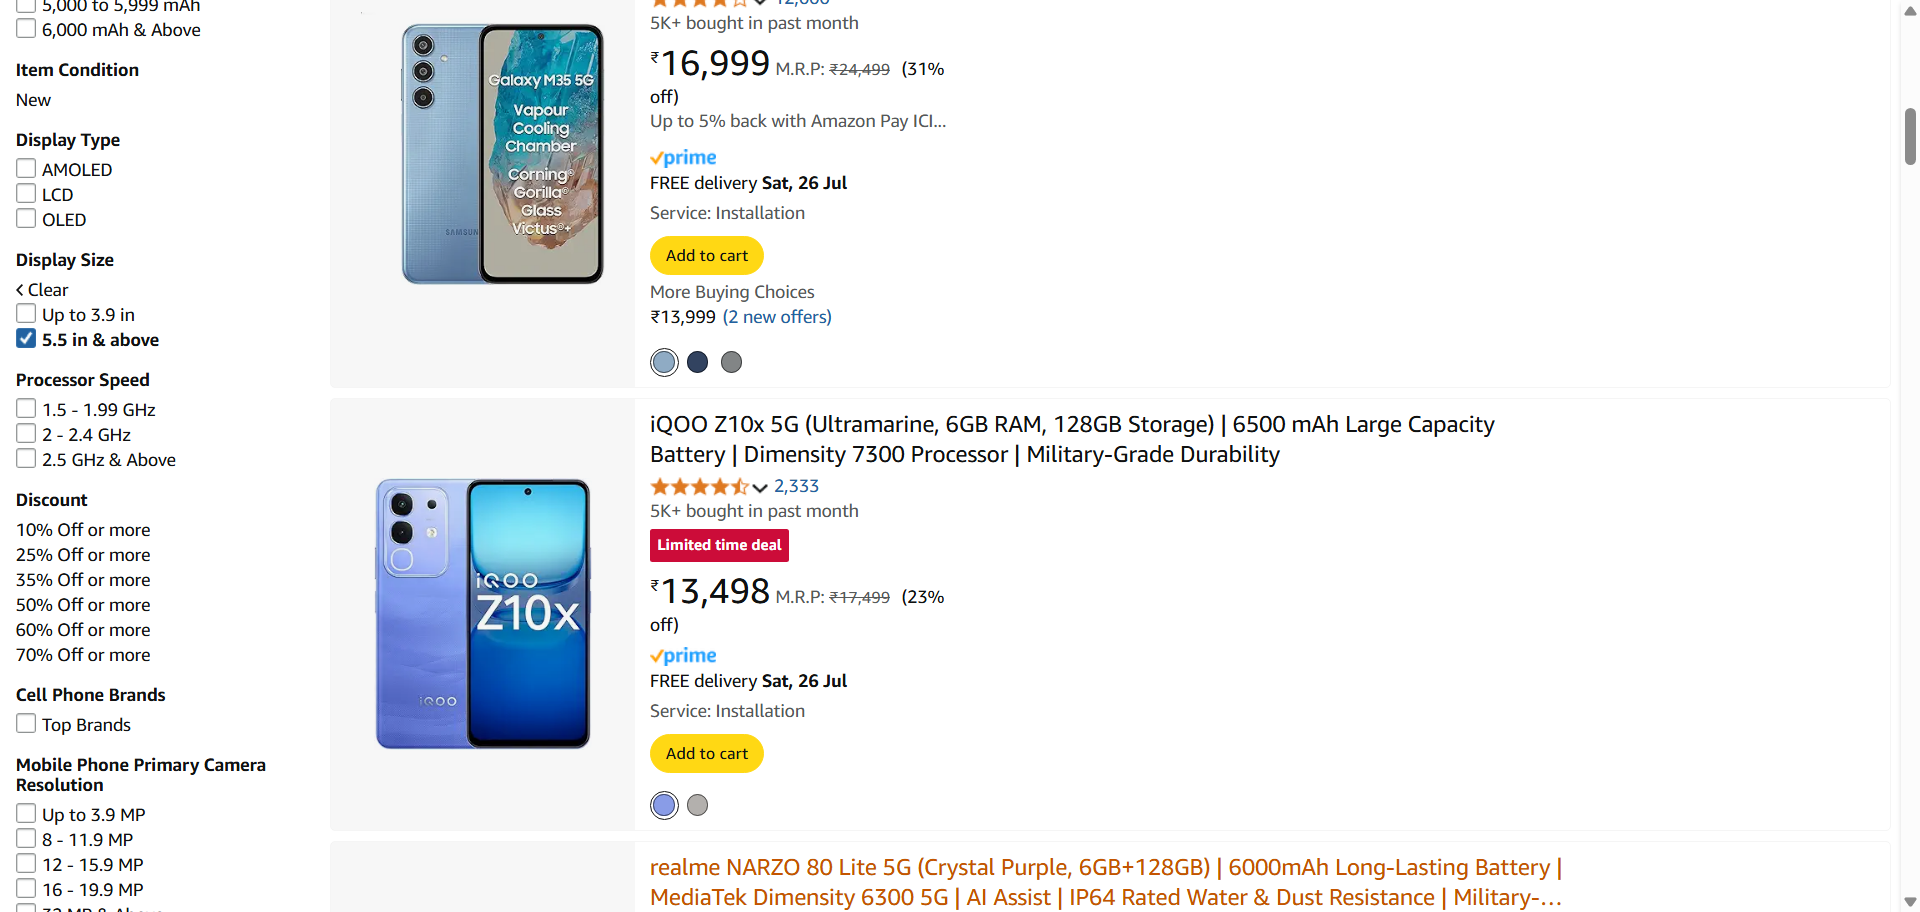 5,000 to 5,999 mAh
6,000 mAh & Above
Item Condition
New
Display Type
AMOLED
LCD
OLED
Display Size
Clear
Up to 3.9 in
5.5 in & above
Processor Speed
1.5 - 1.99 GHz
2 - 2.4 GHz
2.5 GHz & Above
Discount
10% Off or more
25% Off or more
35% Off or more
50% Off or more
60% Off or more
70% Off or more
Cell Phone Brands
Top Brands
Mobile Phone Primary Camera
Resolution
Up to 3.9 MP
8 - 11.9 MP
12 - 15.9 MP
16 - 19.9 MP
Galaxy M35 5G
Vapour
Cooling
Chamber
Corning®
Gorilla®
Glass
Victus®+
SAMSUN
5K+ bought in past month
₹16,999 M.R.P: ₹24,499 (31%
off)
Up to 5% back with Amazon Pay ICI...
prime
FREE delivery Sat, 26 Jul
Service: Installation
Add to cart
More Buying Choices
₹13,999 (2 new offers)
iQOO
Z10x
iQOO
iQOO Z10x 5G (Ultramarine, 6GB RAM, 128GB Storage) | 6500 mAh Large Capacity
Battery | Dimensity 7300 Processor | Military-Grade Durability
2,333
5K+ bought in past month
Limited time deal
₹13,498 M.R.P: ₹17,499 (23%
off)
prime
FREE delivery Sat, 26 Jul
Service: Installation
Add to cart
realme NARZO 80 Lite 5G (Crystal Purple, 6GB+128GB) | 6000mAh Long-Lasting Battery |
MediaTek Dimensity 6300 5G | AI Assist | IP64 Rated Water & Dust Resistance | Military-...